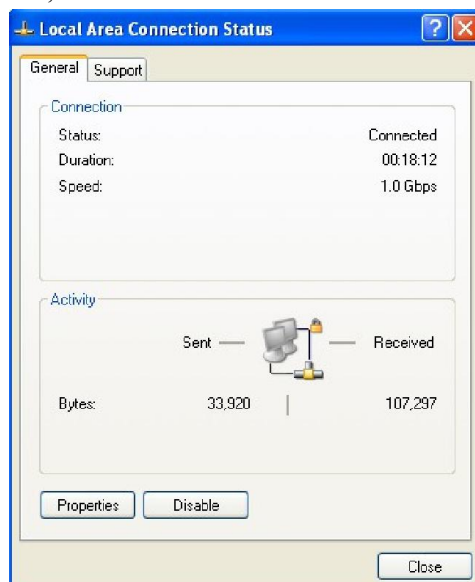 Local Area Connection Status
General Support
Connection
Status: Connected
Duration: 00:18:12
Speed: 1.0 Gbps
Activity
Sent Received
Bytes: 33,920 107,297
Properties Disable
Close